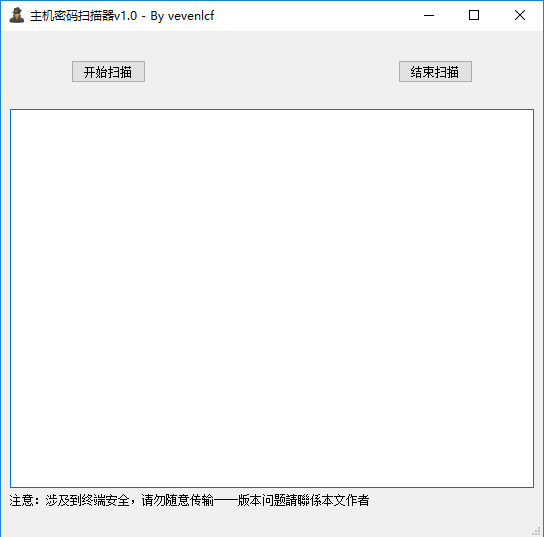 主机密码扫描器v1.0 - By vevenlcf
开始扫描
结束扫描
注意：涉及到终端安全，请勿随意传输——版本问题請聯係本文作者